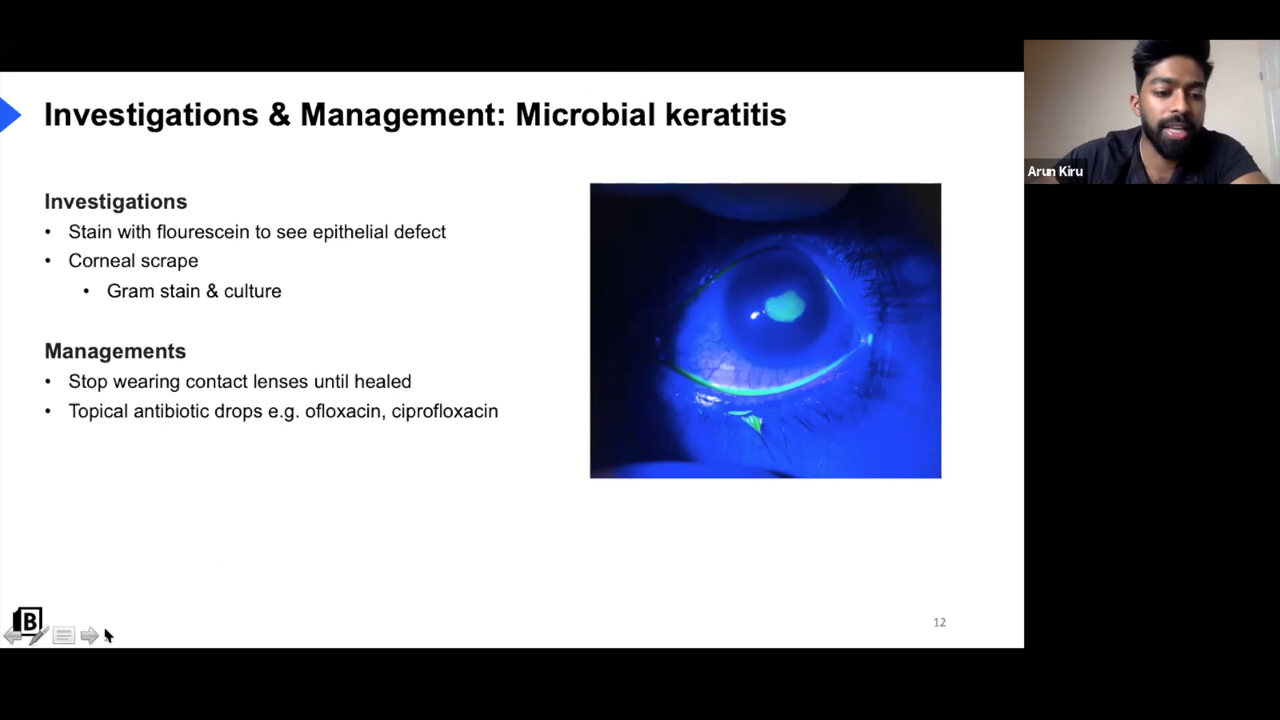 Investigations & Management: Microbial keratitis
Arun Kiru
Investigations
• Stain with flourescein to see epithelial defect
• Corneal scrape
• Gram stain & culture
Managements
• Stop wearing contact lenses until healed
• Topical antibiotic drops e.g. ofloxacin, ciprofloxacin
B
12